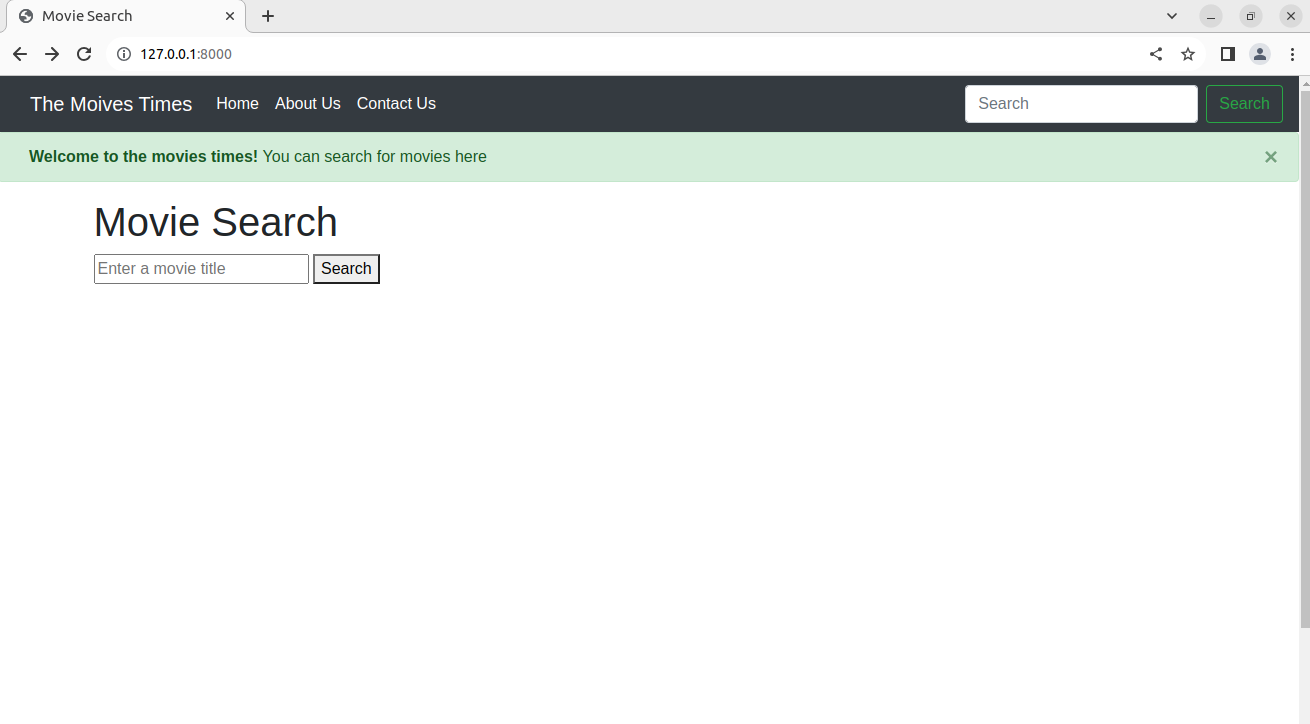 Movie Search
127.0.0.1:8000
The Moives Times Home About Us Contact Us Search Search
Welcome to the movies times! You can search for movies here ×
Movie Search
Enter a movie title Search